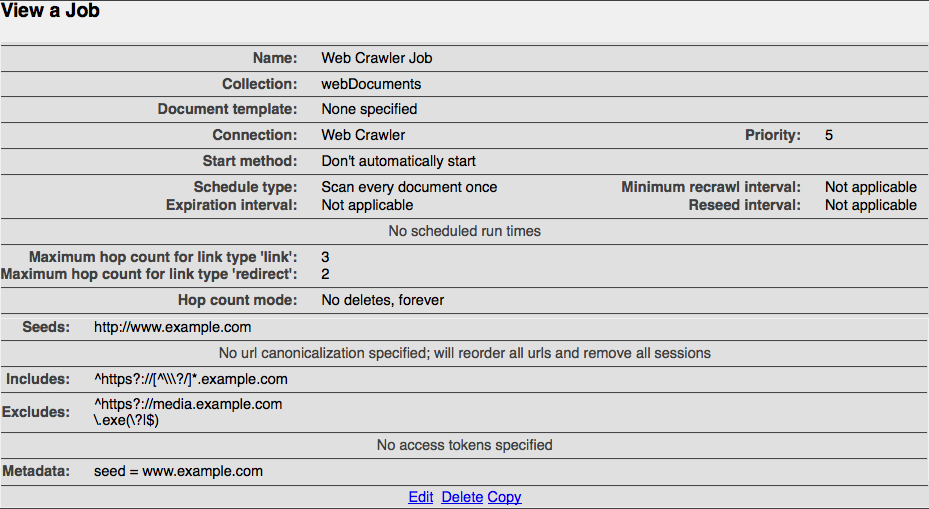 View a Job
Name: Web Crawler Job
Collection: webDocuments
Document template: None specified
Connection: Web Crawler Priority: 5
Start method: Don't automatically start
Schedule type: Scan every document once Minimum recrawl interval: Not applicable
Expiration interval: Not applicable Reseed interval: Not applicable
No scheduled run times
Maximum hop count for link type 'link': 3
Maximum hop count for link type 'redirect': 2
Hop count mode: No deletes, forever
Seeds: http://www.example.com
No url canonicalization specified; will reorder all urls and remove all sessions
Includes: ^https?://[^\\\?/]*.example.com
Excludes: ^https?://media.example.com
\.exe(\?|$)
No access tokens specified
Metadata: seed = www.example.com
Edit Delete Copy